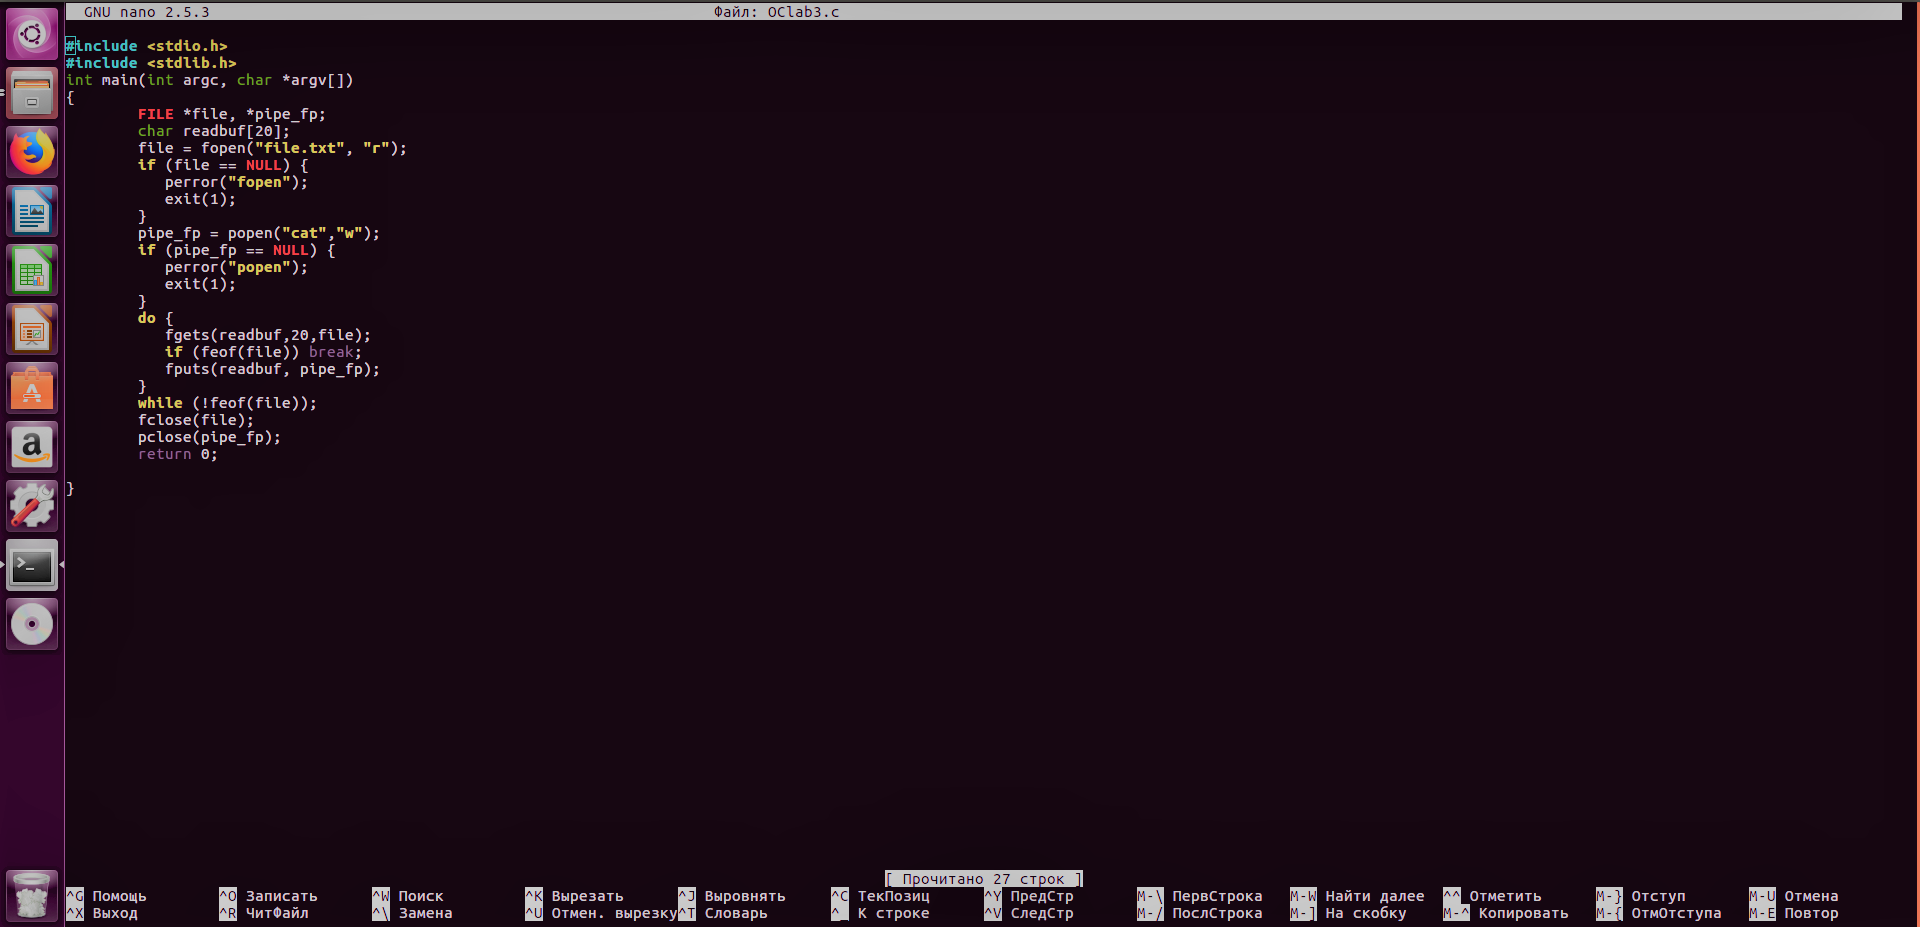 GNU nano 2.5.3 Файл: OClab3.c
#include <stdio.h>
#include <stdlib.h>
int main(int argc, char *argv[])
{
FILE *file, *pipe_fp;
char readbuf[20];
file = fopen("file.txt", "r");
if (file == NULL) {
perror("fopen");
exit(1);
}
pipe_fp = popen("cat","w");
if (pipe_fp == NULL) {
perror("popen");
exit(1);
}
do {
fgets(readbuf,20,file);
if (feof(file)) break;
fputs(readbuf, pipe_fp);
}
while (!feof(file));
fclose(file);
pclose(pipe_fp);
return 0;
}
[ Прочитано 27 строк ]
^G Помощь ^O Записать ^W Поиск ^K Вырезать ^J Выровнять ^C ТекПозиц ^Y ПредСтр M-\ ПервСтрока M-W Найти далее ^^ Отметить M-} Отступ M-U Отмена
^X Выход ^R ЧитФайл ^\ Замена ^U Отмен. вырезку ^T Словарь ^_ К строке ^V СледСтр M-/ ПослСтрока M-] На скобку M-^ Копировать M-{ ОтмОтступа M-E Повтор